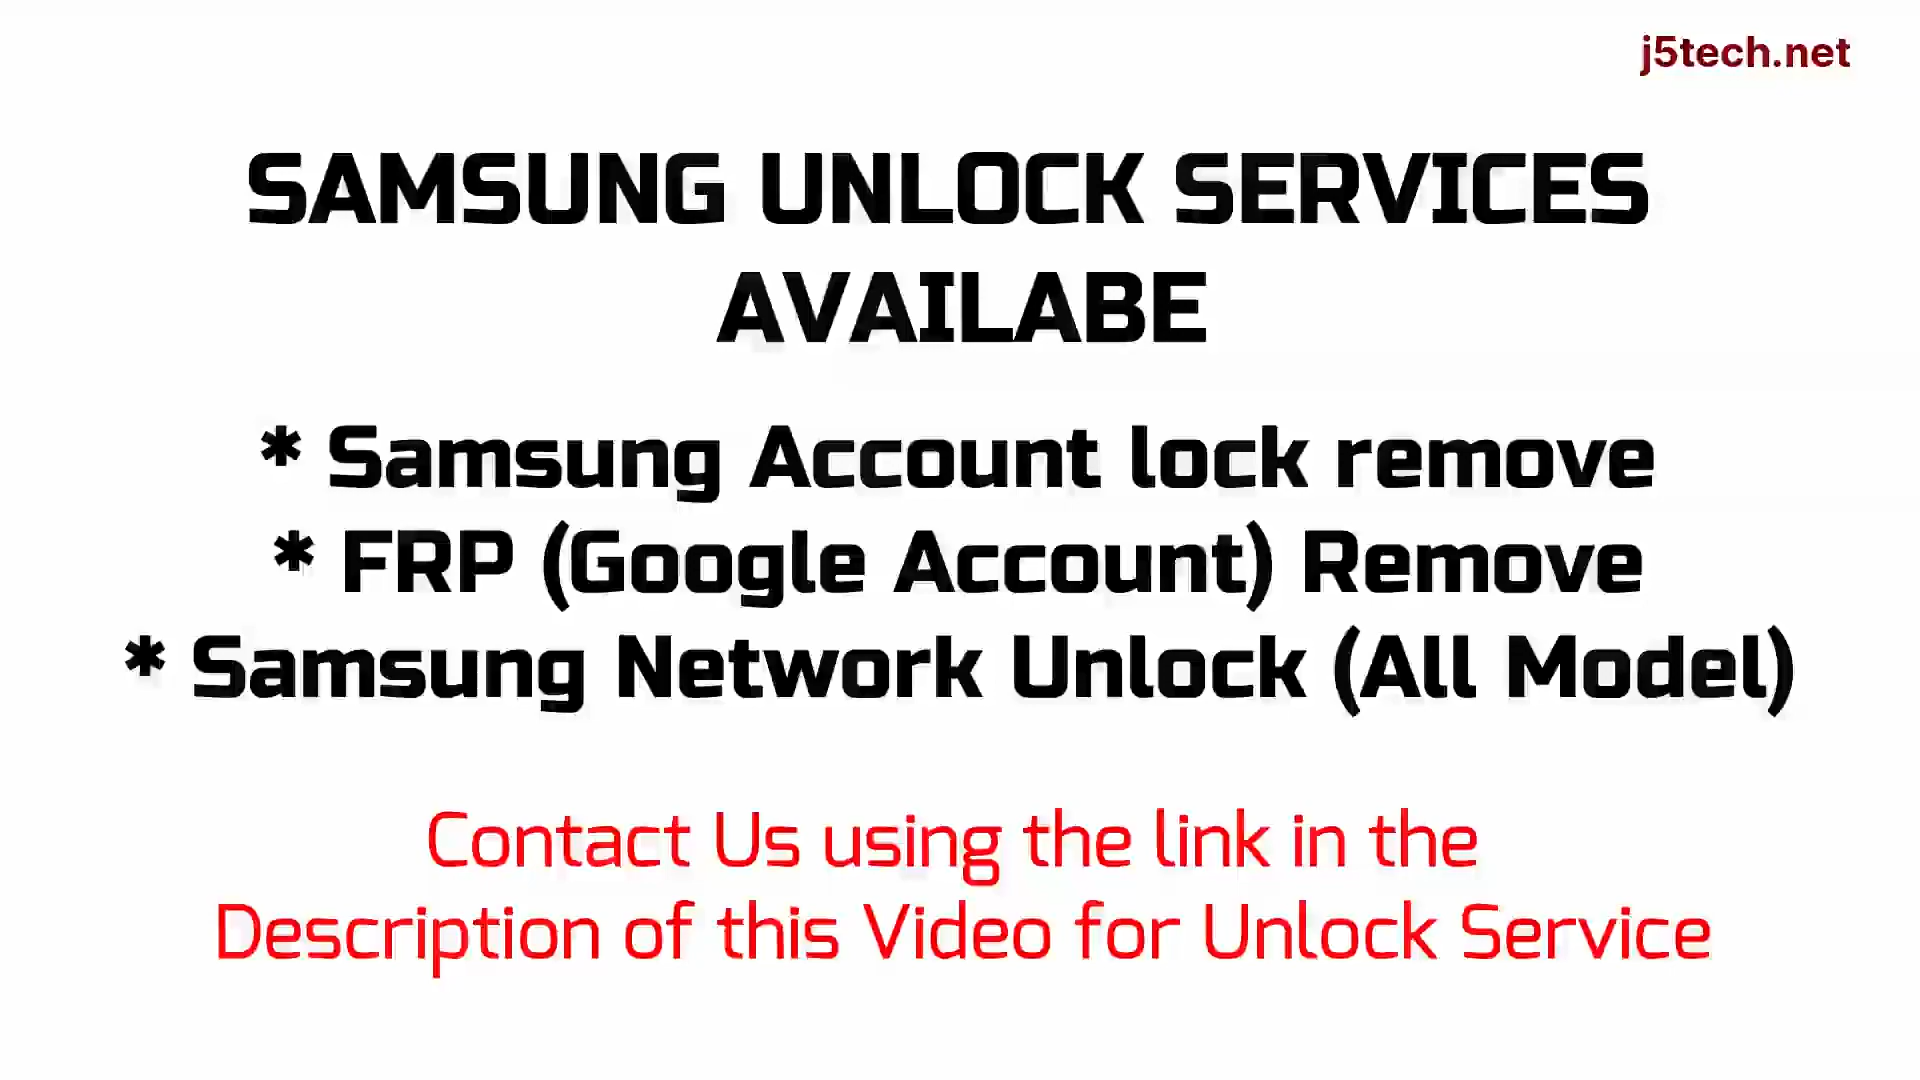 j5tech.net
SAMSUNG UNLOCK SERVICES
AVAILABE
* Samsung Account lock remove
* FRP (Google Account) Remove
* Samsung Network Unlock (All Model)
Contact Us using the link in the
Description of this Video for Unlock Service